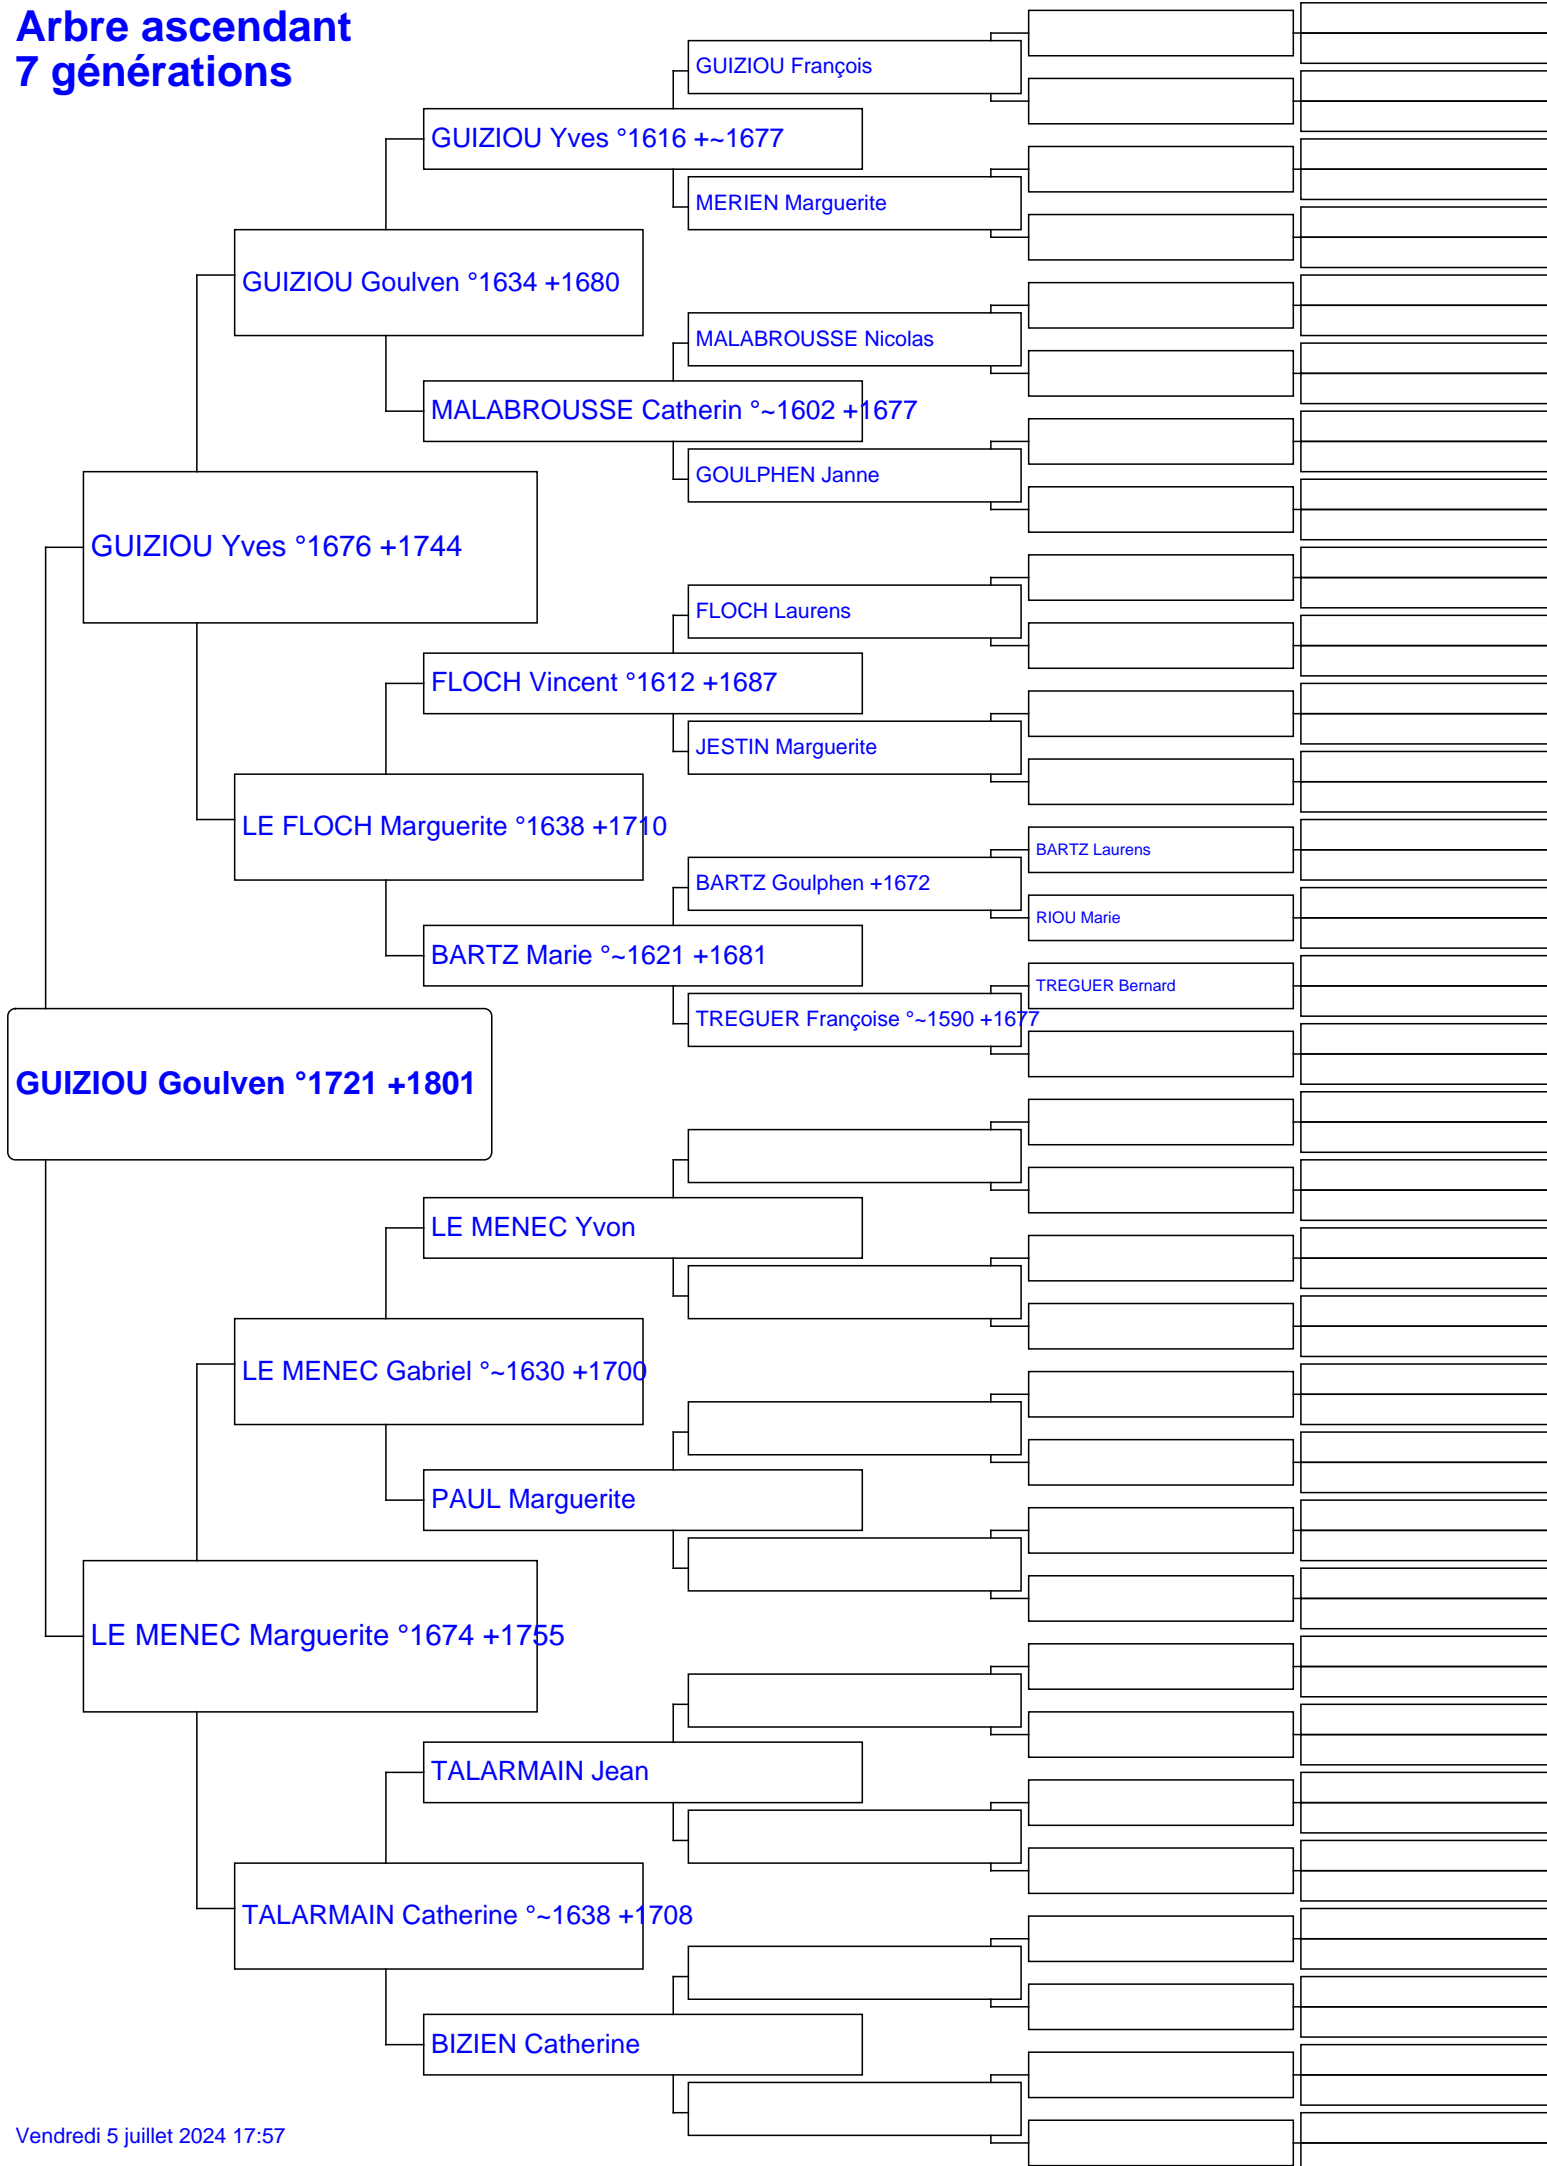 Arbre ascendant
7 générations
GUIZIOU François
GUIZIOU Yves °1616 +~1677
MERIEN Marguerite
GUIZIOU Goulven °1634 +1680
MALABROUSSE Nicolas
MALABROUSSE Catherin °~1602 +1677
GOULPHEN Janne
GUIZIOU Yves °1676 +1744
FLOCH Laurens
FLOCH Vincent °1612 +1687
JESTIN Marguerite
LE FLOCH Marguerite °1638 +1710
BARTZ Laurens
BARTZ Goulphen +1672
RIOU Marie
BARTZ Marie °~1621 +1681
TREGUER Bernard
TREGUER Françoise °~1590 +1677
GUIZIOU Goulven °1721 +1801
LE MENEC Yvon
LE MENEC Gabriel °~1630 +1700
PAUL Marguerite
LE MENEC Marguerite °1674 +1755
TALARMAIN Jean
TALARMAIN Catherine °~1638 +1708
BIZIEN Catherine
Vendredi 5 juillet 2024 17:57